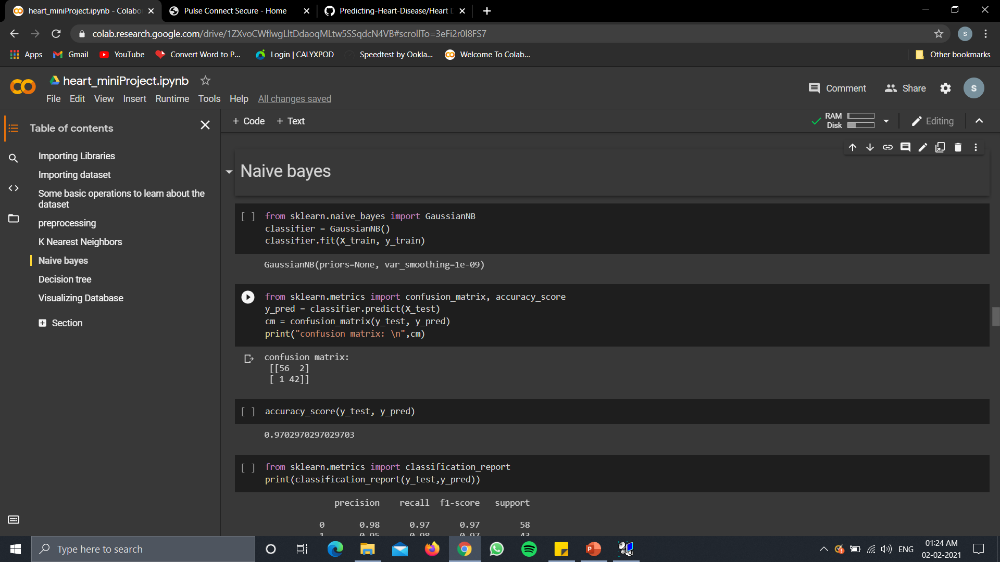 heart_miniProject.ipynb - Colabo
Pulse Connect Secure - Home
Predicting-Heart-Disease/Heart D
colab.research.google.com/drive/1ZXvoCWflwgLltDdaoqMLtw5SSqdcN4VB#scrollTo=3eFi2r0l8FS7
S
Apps
Gmail
YouTube
Convert Word to P...
Login | CALYXPOD
Speedtest by Ookla...
Welcome To Colab...
Other bookmarks
heart_miniProject.ipynb
File Edit View Insert Runtime Tools Help All changes saved
Comment
Share
S
Table of contents
Importing Libraries
Importing dataset
Some basic operations to learn about the
dataset
preprocessing
K Nearest Neighbors
Naive bayes
Decision tree
Visualizing Database
Section
+ Code + Text
RAM
Disk
Editing
Naive bayes
[ ] from sklearn.naive_bayes import GaussianNB
classifier = GaussianNB()
classifier.fit(X_train, y_train)
GaussianNB(priors=None, var_smoothing=1e-09)
from sklearn.metrics import confusion_matrix, accuracy_score
y_pred = classifier.predict(X_test)
cm = confusion_matrix(y_test, y_pred)
print("confusion matrix: \n",cm)
confusion matrix:
[[56  2]
[ 1 42]]
[ ] accuracy_score(y_test, y_pred)
0.9702970297029703
[ ] from sklearn.metrics import classification_report
print(classification_report(y_test,y_pred))
precision recall f1-score support
0 0.98 0.97 0.97 58
1 0.95 0.98 0.97 43
Type here to search
ENG
01:24 AM
02-02-2021